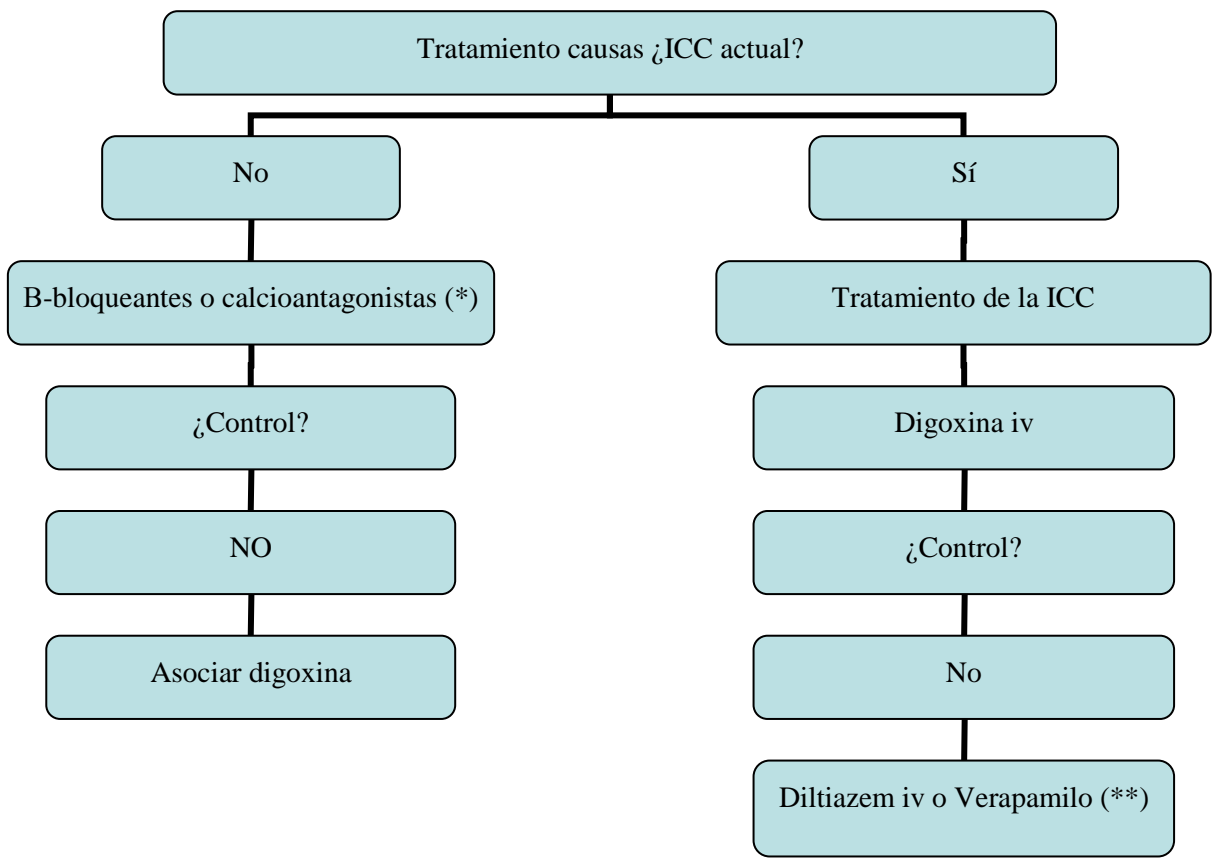 Tratamiento causas ¿ICC actual?
No
Sí
B-bloqueantes o calcioantagonistas (*)
Tratamiento de la ICC
¿Control?
Digoxina iv
NO
¿Control?
Asociar digoxina
No
Diltiazem iv o Verapamilo (**)